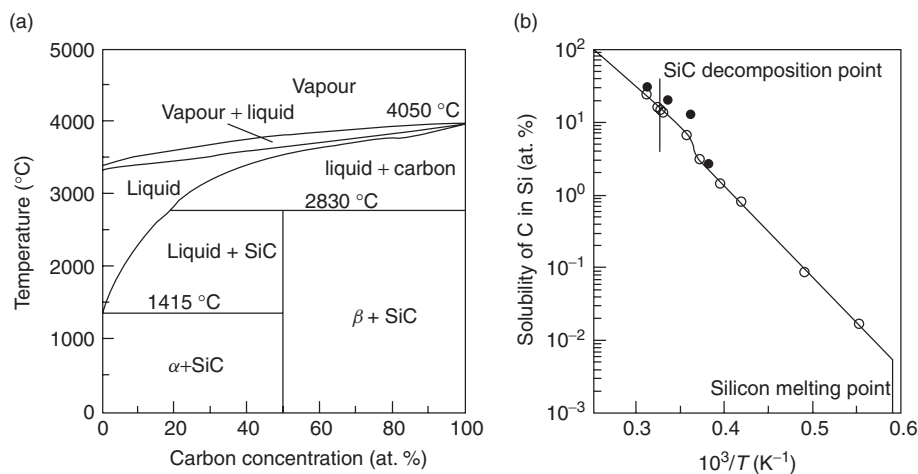 (a)
5000
4000
3000
2000
1000
0
Temperature (°C)
Vapour
Vapour + liquid
4050 °C
liquid + carbon
Liquid
2830 °C
Liquid + SiC
1415 °C
β + SiC
α+SiC
0 20 40 60 80 100
Carbon concentration (at. %)
(b)
10²
10¹
10⁰
10⁻¹
10⁻²
10⁻³
Solubility of C in Si (at. %)
SiC decomposition point
Silicon melting point
0.3 0.4 0.5 0.6
10³/T (K⁻¹)